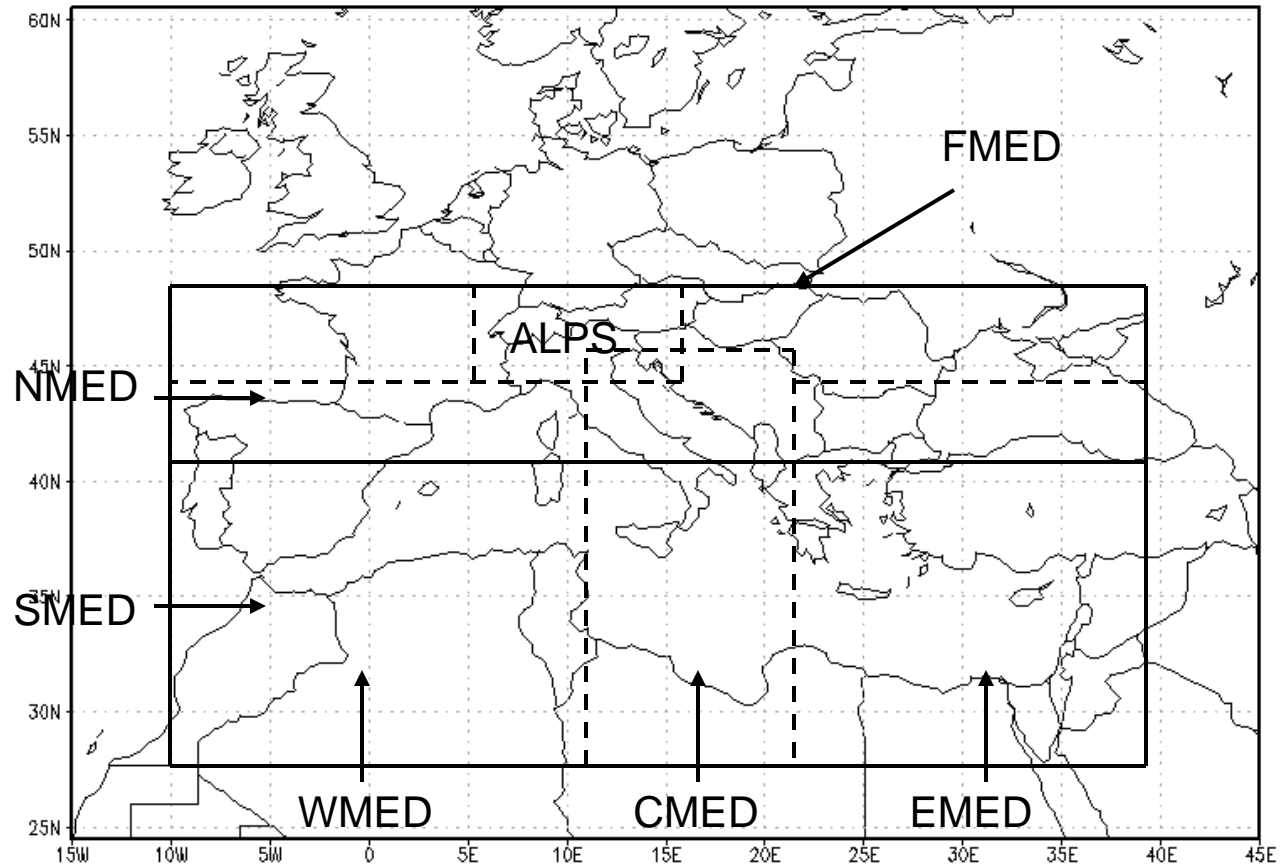 60N
55N
FMED
50N
ALPS
45N
NMED
40N
35N
SMED
30N
WMED CMED EMED
25N
15W 10W 5W 0 5E 10E 15E 20E 25E 30E 35E 40E 45E